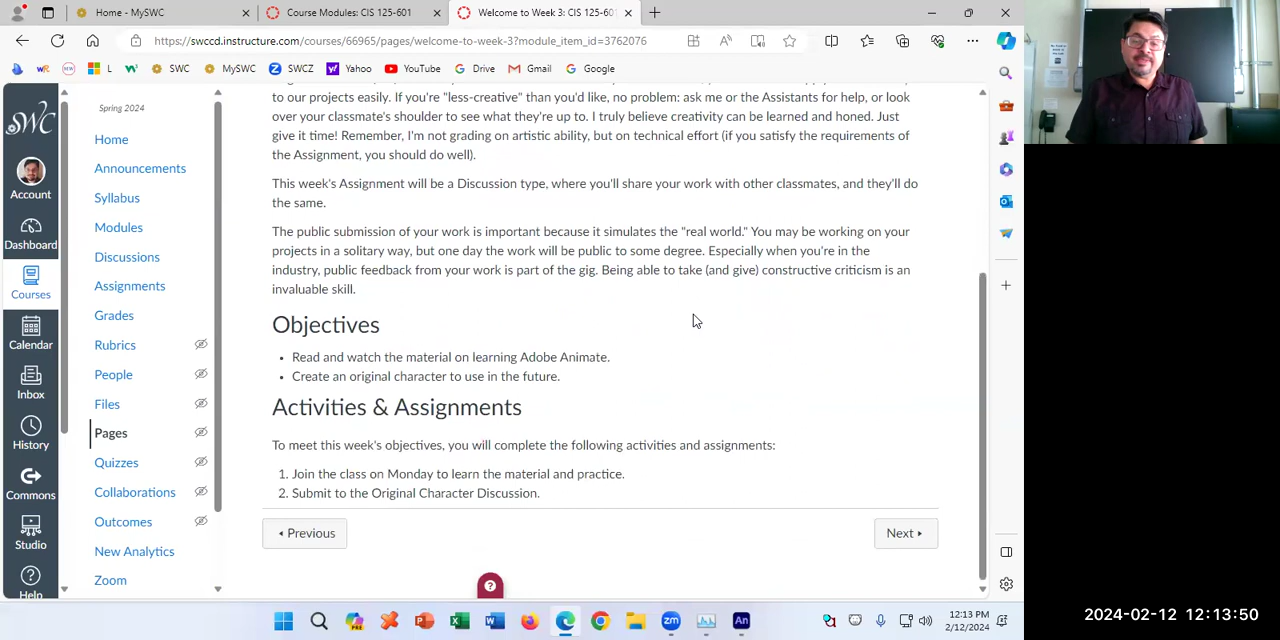 Home - MySWC
Course Modules: CIS 125-601
Welcome to Week 3: CIS 125-601
https://swccd.instructure.com/courses/66965/pages/welcome-to-week-3?module_item_id=3762076
L
SWC
MySWC
SWCZ
Yahoo
YouTube
Drive
Gmail
Google
SWC
Account
Dashboard
Courses
Calendar
Inbox
History
Commons
Studio
Help
Spring 2024
Home
Announcements
Syllabus
Modules
Discussions
Assignments
Grades
Rubrics
People
Files
Pages
Quizzes
Collaborations
Outcomes
New Analytics
Zoom
to our projects easily. If you're "less-creative" than you'd like, no problem: ask me or the Assistants for help, or look
over your classmate's shoulder to see what they're up to. I truly believe creativity can be learned and honed. Just
give it time! Remember, I'm not grading on artistic ability, but on technical effort (if you satisfy the requirements of
the Assignment, you should do well).
This week's Assignment will be a Discussion type, where you'll share your work with other classmates, and they'll do
the same.
The public submission of your work is important because it simulates the "real world." You may be working on your
projects in a solitary way, but one day the work will be public to some degree. Especially when you're in the
industry, public feedback from your work is part of the gig. Being able to take (and give) constructive criticism is an
invaluable skill.
Objectives
• Read and watch the material on learning Adobe Animate.
• Create an original character to use in the future.
Activities & Assignments
To meet this week's objectives, you will complete the following activities and assignments:
1. Join the class on Monday to learn the material and practice.
2. Submit to the Original Character Discussion.
Previous
Next
12:13 PM
2/12/2024
2024-02-12 12:13:50